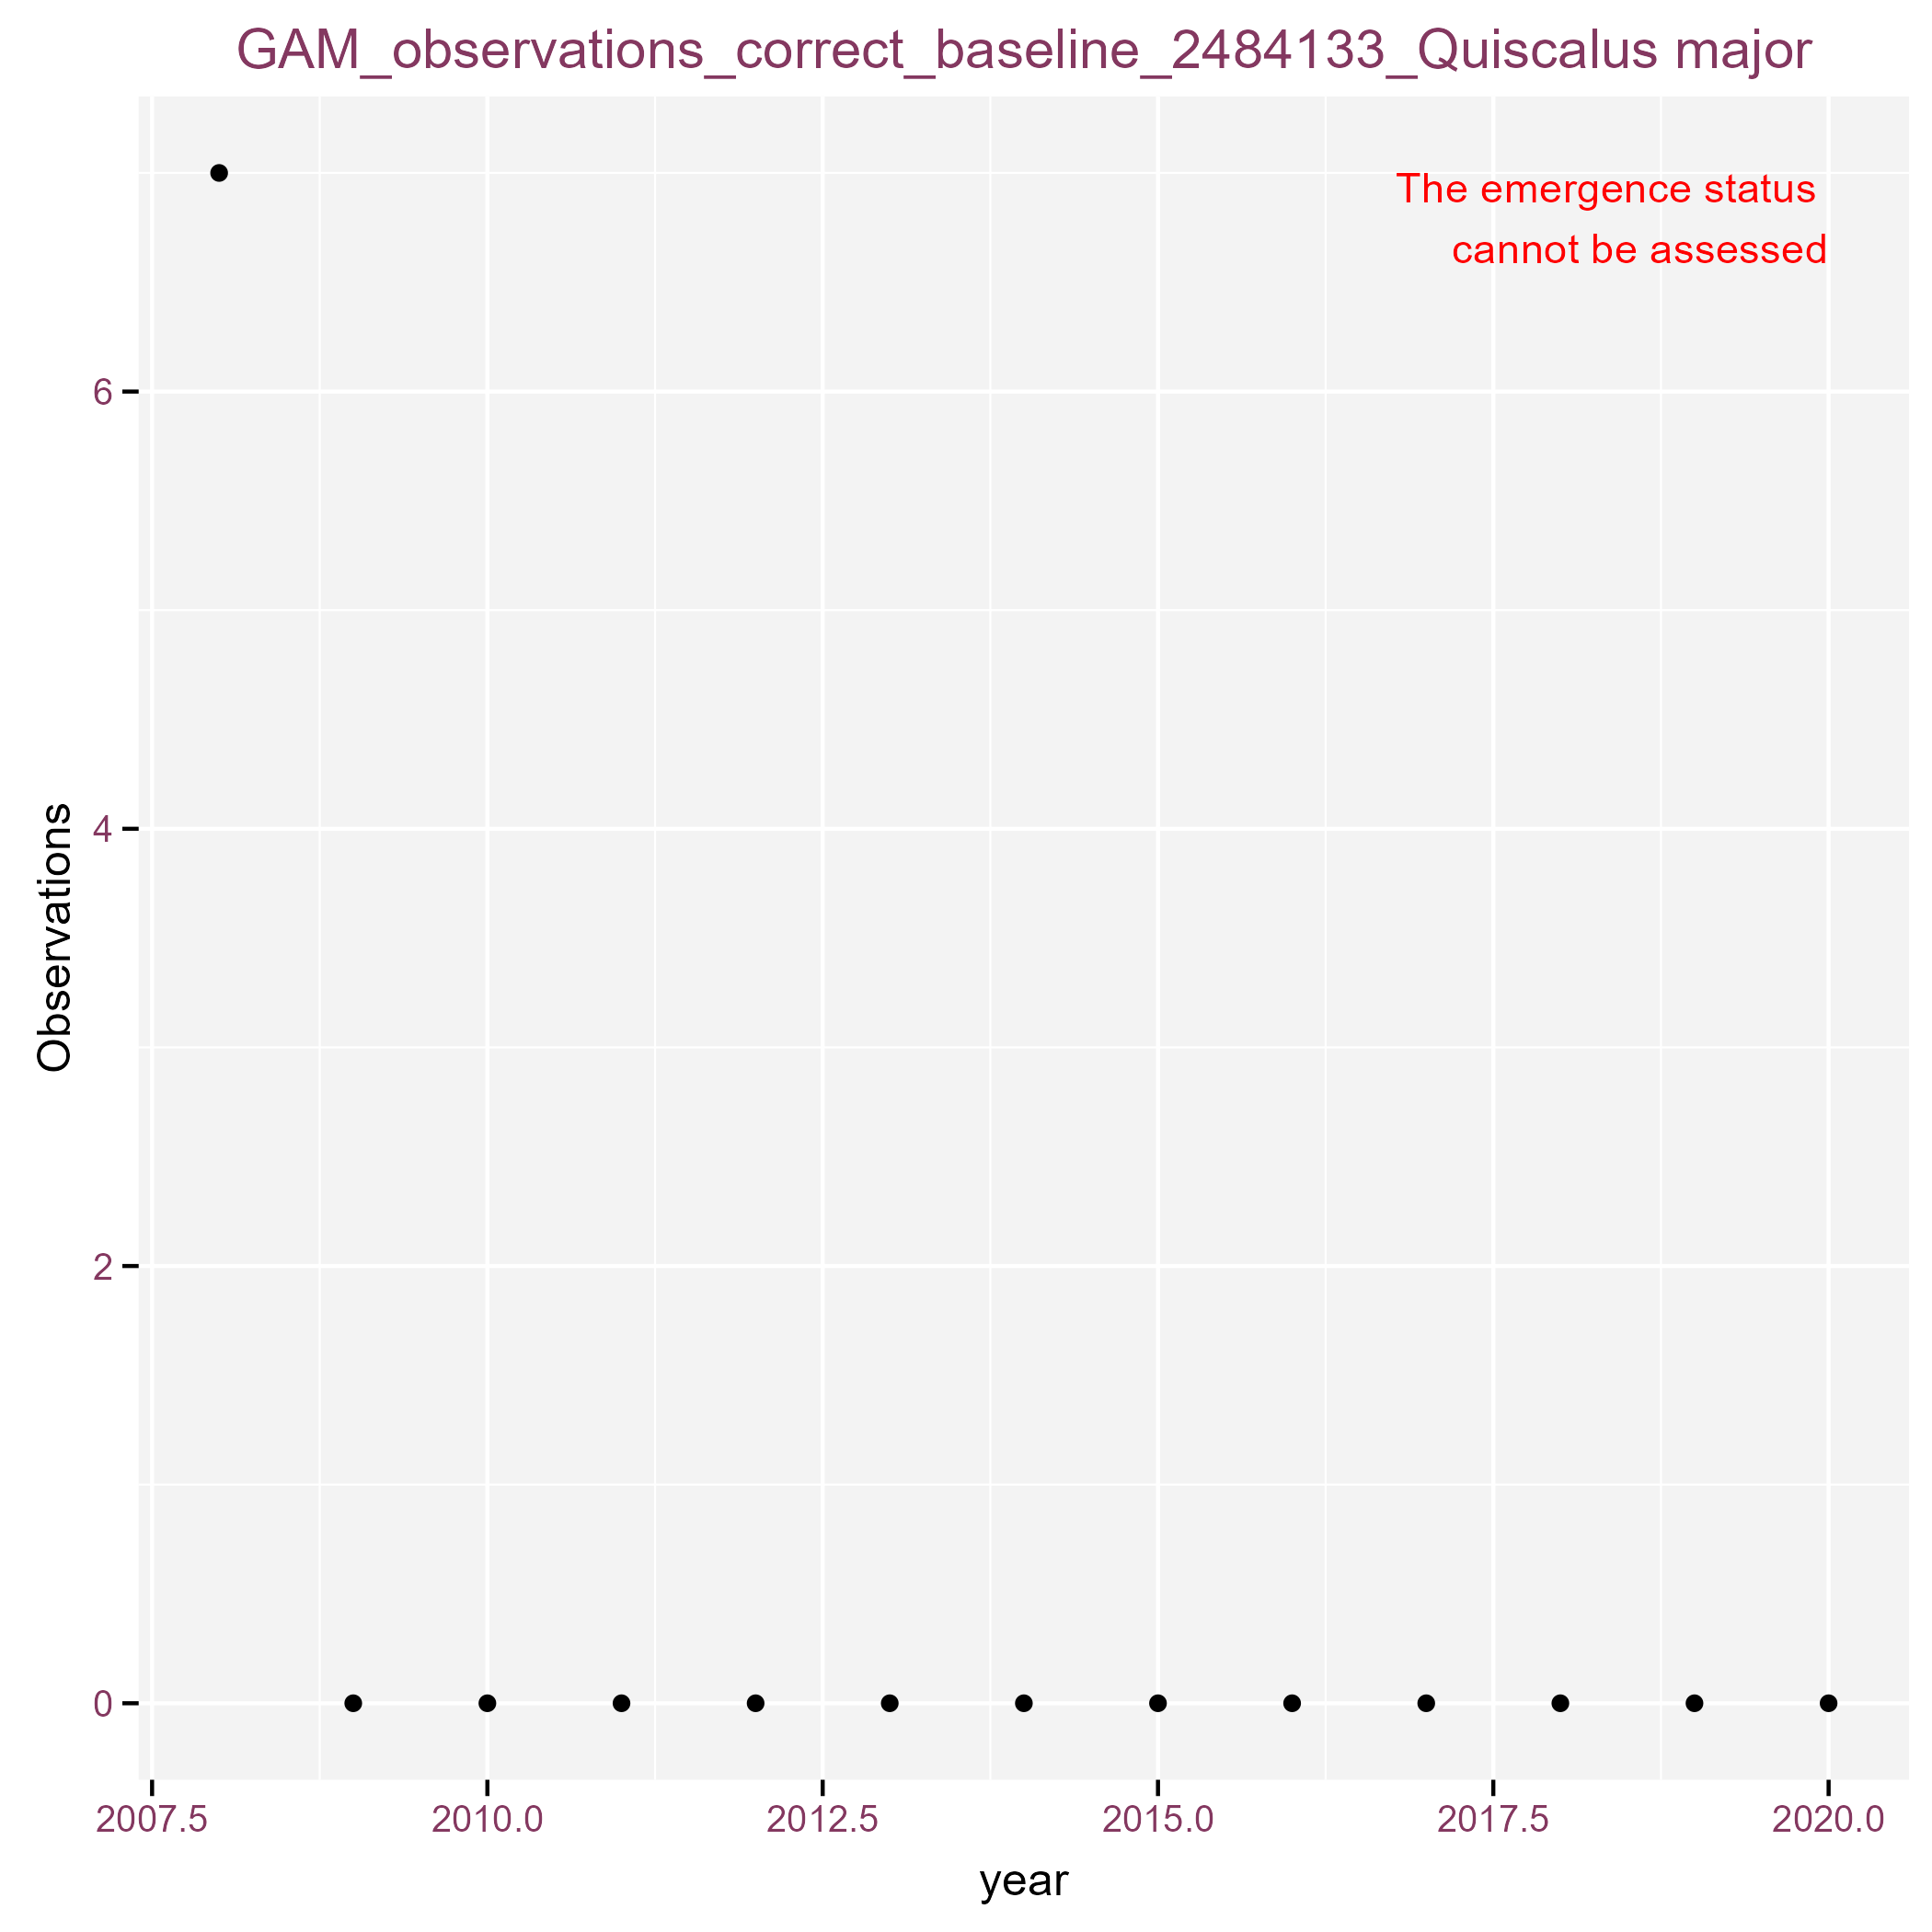 GAM_observations_correct_baseline_2484133_Quiscalus major
The emergence status
cannot be assessed
6
4
2
0
Observations
2007.5 2010.0 2012.5 2015.0 2017.5 2020.0
year